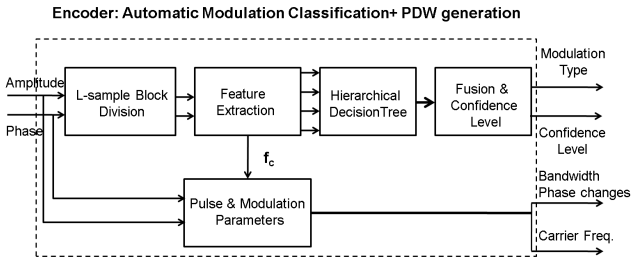 Encoder: Automatic Modulation Classification+ PDW generation
Amplitude
Phase
L-sample Block
Division
Feature
Extraction
Hierarchical
DecisionTree
Fusion &
Confidence
Level
Modulation
Type
Confidence
Level
fc
Pulse & Modulation
Parameters
Bandwidth
Phase changes
Carrier Freq.